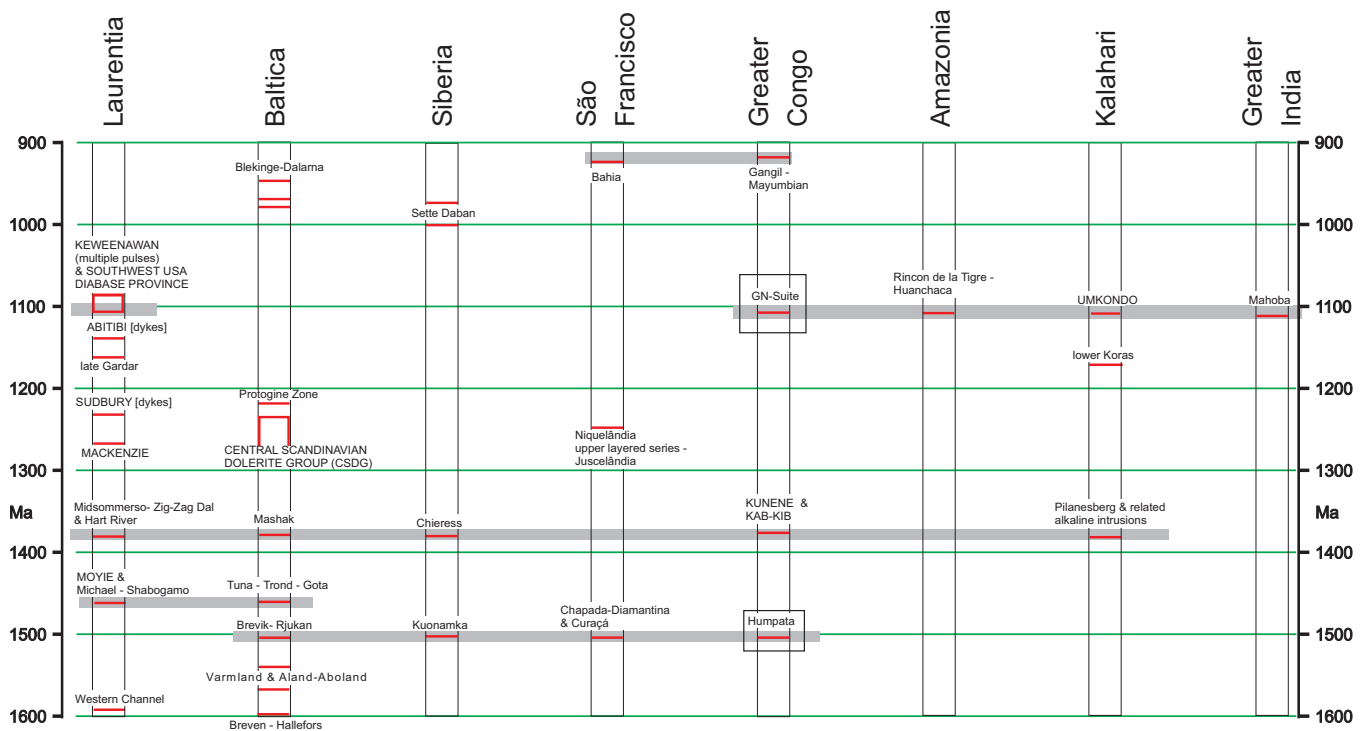 Laurentia
Baltica
Siberia
São
Francisco
Greater
Congo
Amazonia
Kalahari
Greater
India
900
900
Blekinge-Dalarna
Bahia
Gangil -
Mayumbian
Sette Daban
1000
1000
KEWEENAWAN
(multiple pulses)
& SOUTHWEST USA
DIABASE PROVINCE
GN-Suite
Rincon de la Tigre -
Huanchaca
UMKONDO
Mahoba
1100
1100
ABITIBI [dykes]
late Gardar
lower Koras
1200
1200
SUDBURY [dykes]
Protogine Zone
MACKENZIE
CENTRAL SCANDINAVIAN
DOLERITE GROUP (CSDG)
Niquelândia
upper layered series -
Juscelândia
1300
1300
Ma
Ma
Midsommerso- Zig-Zag Dal
& Hart River
Mashak
Chieress
KUNENE &
KAB-KIB
Pilanesberg & related
alkaline intrusions
1400
1400
MOYIE &
Michael - Shabogamo
Tuna - Trond - Gota
Brevik- Rjukan
Kuonamka
Chapada-Diamantina
& Curaçá
Humpata
1500
1500
Varmland & Aland-Aboland
Western Channel
1600
1600
Breven - Hallefors